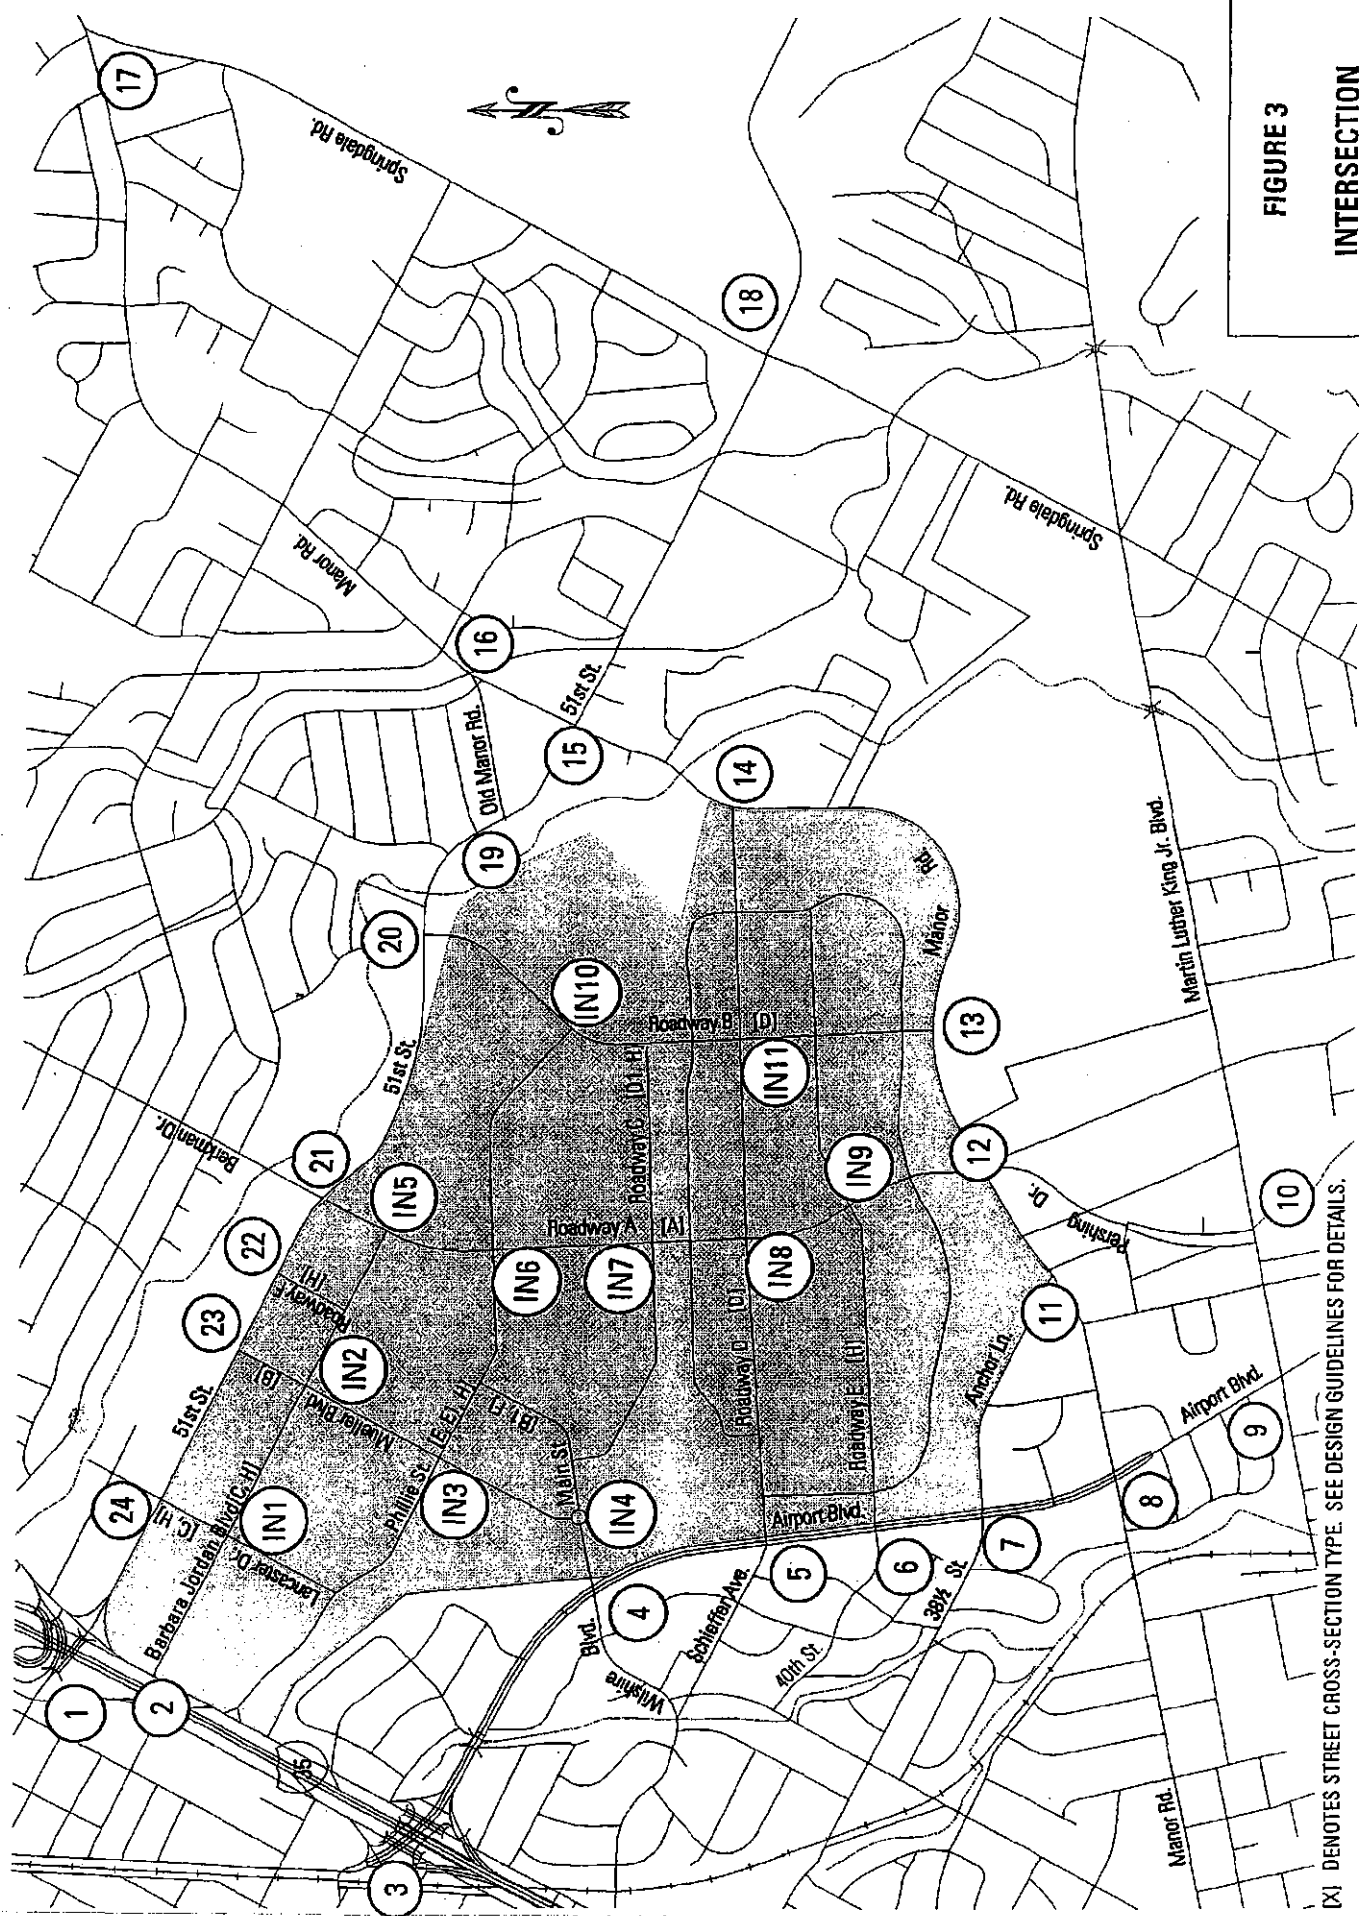 17
Springdale Rd.
N
FIGURE 3
INTERSECTION
18
Manor Rd.
Springdale Rd.
16
51st St.
Old Manor Rd.
15
14
19
20
Manor
Rd.
Martin Luther King Jr. Blvd.
IN10
Roadway B [D]
51st St.
13
IN11
Berkman Dr.
21
Roadway C [D1, H]
12
IN5
IN9
22
Roadway A [A]
Pershing
Dr.
10
23
Roadway F [H]
IN6
IN7
IN8
11
IN2
[B]
Mueller Blvd.
[D]
Roadway D
Roadway E [H]
Anchor Ln.
51st St.
[E, E1, H]
[B1, F]
Airport Blvd.
9
24
[C, H]
Barbara Jordan Blvd. [C, H]
IN1
Phillie St.
IN3
Main St.
IN4
Airport Blvd.
8
Lancaster Dr.
1
2
4
Blvd.
Wilshire
Schieffer Ave.
5
6
40th St.
38½ St.
7
35
3
Manor Rd.
[X] DENOTES STREET CROSS-SECTION TYPE. SEE DESIGN GUIDELINES FOR DETAILS.